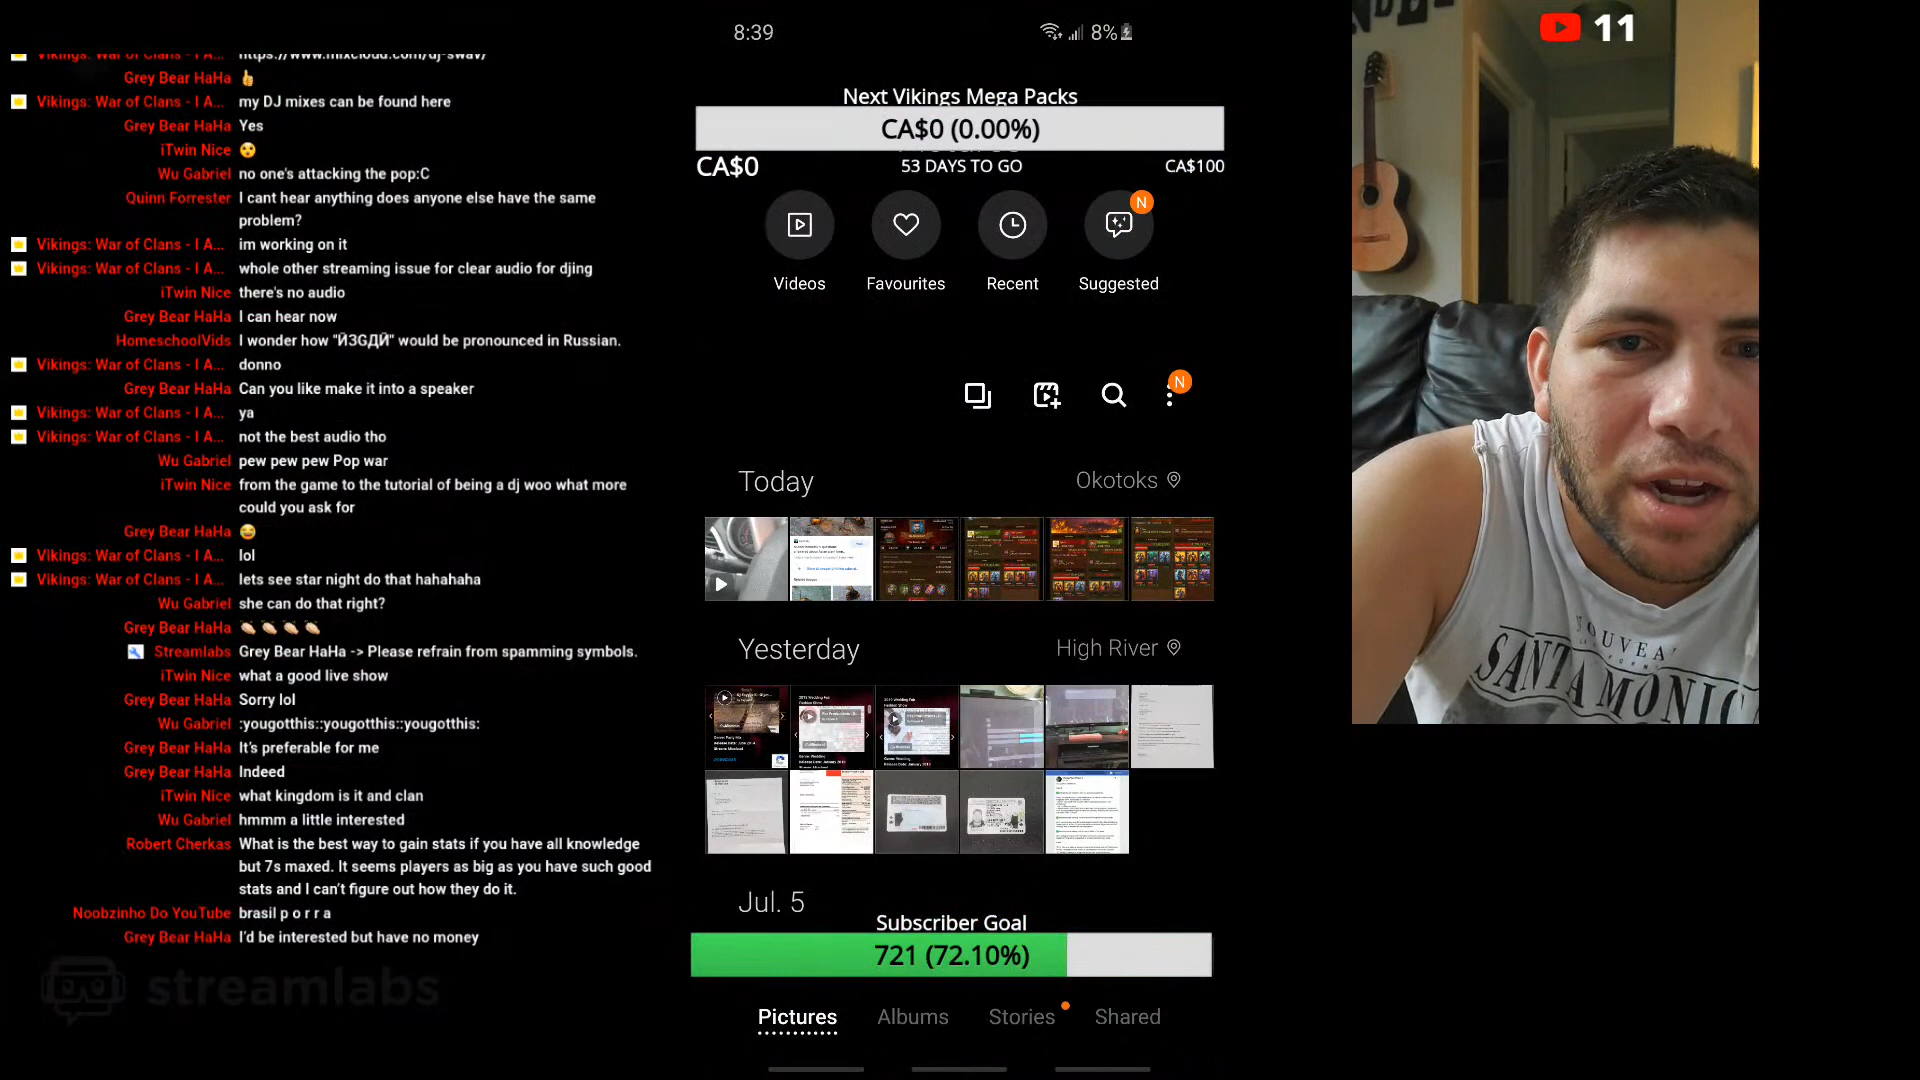 Vikings: War of Clans - I A... https://www.mixcloud.com/dj-swav/
Grey Bear HaHa 👍
Vikings: War of Clans - I A... my DJ mixes can be found here
Grey Bear HaHa Yes
iTwin Nice 😯
Wu Gabriel no one's attacking the pop:C
Quinn Forrester I cant hear anything does anyone else have the same
problem?
Vikings: War of Clans - I A... im working on it
Vikings: War of Clans - I A... whole other streaming issue for clear audio for djing
iTwin Nice there's no audio
Grey Bear HaHa I can hear now
HomeschoolVids I wonder how "ЙЗGДЙ" would be pronounced in Russian.
Vikings: War of Clans - I A... donno
Grey Bear HaHa Can you like make it into a speaker
Vikings: War of Clans - I A... ya
Vikings: War of Clans - I A... not the best audio tho
Wu Gabriel pew pew pew Pop war
iTwin Nice from the game to the tutorial of being a dj woo what more
could you ask for
Grey Bear HaHa 😂
Vikings: War of Clans - I A... lol
Vikings: War of Clans - I A... lets see star night do that hahahaha
Wu Gabriel she can do that right?
Grey Bear HaHa 👏🏻👏🏻👏🏻👏🏻
Streamlabs Grey Bear HaHa -> Please refrain from spamming symbols.
iTwin Nice what a good live show
Grey Bear HaHa Sorry lol
Wu Gabriel :yougotthis::yougotthis::yougotthis:
Grey Bear HaHa It's preferable for me
Grey Bear HaHa Indeed
iTwin Nice what kingdom is it and clan
Wu Gabriel hmmm a little interested
Robert Cherkas What is the best way to gain stats if you have all knowledge
but 7s maxed. It seems players as big as you have such good
stats and I can't figure out how they do it.
Noobzinho Do YouTube brasil p o r r a
Grey Bear HaHa I'd be interested but have no money
streamlabs
8:39
8%
Next Vikings Mega Packs
CA$0 (0.00%)
CA$0 53 DAYS TO GO CA$100
N
Videos Favourites Recent Suggested
N
Today Okotoks
Yesterday High River
Jul. 5
Subscriber Goal
721 (72.10%)
Pictures Albums Stories Shared
11
NOUVEA
SANTA MONIC